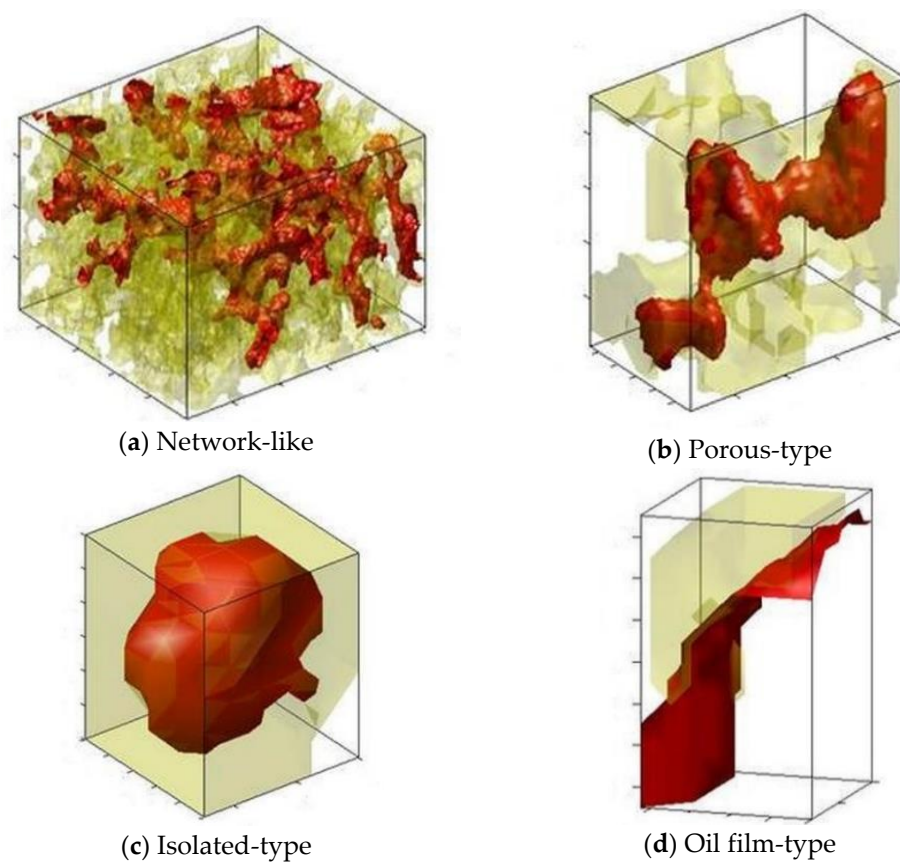 (a) Network-like
(b) Porous-type
(c) Isolated-type
(d) Oil film-type